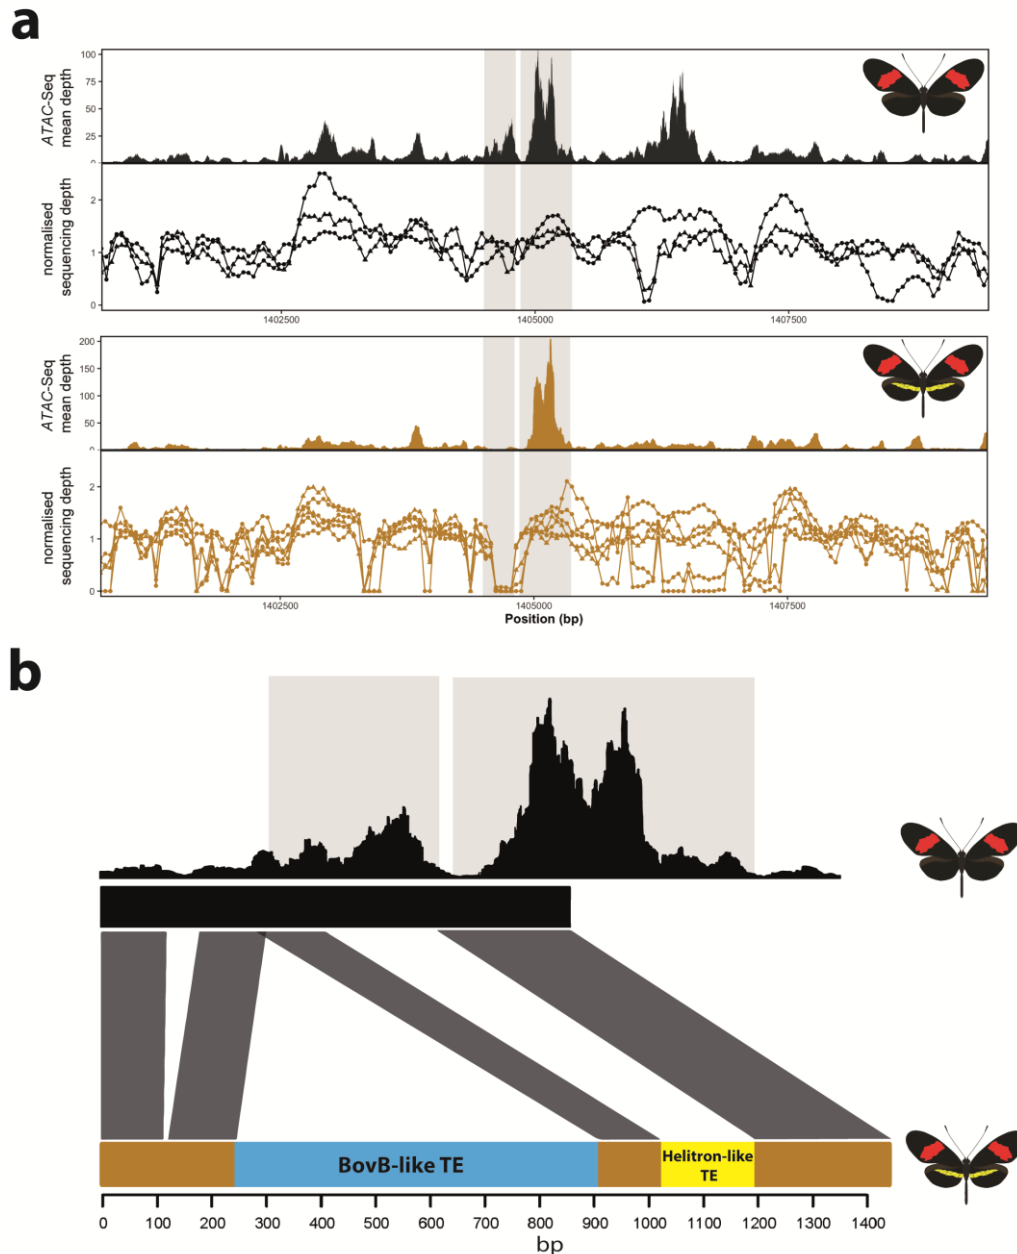 a
ATAC-Seq
mean depth
100
75
50
25
0
normalised
sequencing depth
2
1
0
1402500
1405000
1407500
ATAC-Seq
mean depth
200
150
100
50
0
normalised
sequencing depth
2
1
0
1402500
1405000
1407500
Position (bp)
b
BovB-like TE
Helitron-like
TE
0 100 200 300 400 500 600 700 800 900 1000 1100 1200 1300 1400
bp